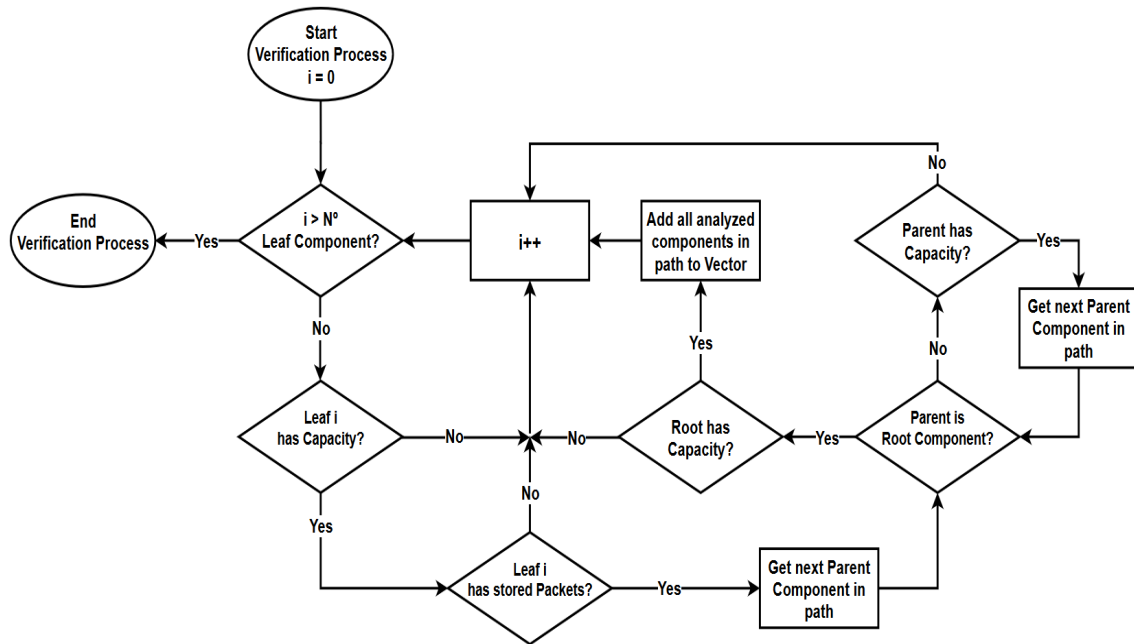 Start
Verification Process
i = 0
No
i > Nº
Leaf Component?
Yes
End
Verification Process
i++
Add all analyzed
components in
path to Vector
Parent has
Capacity?
Yes
Get next Parent
Component in
path
No
Yes
No
Leaf i
has Capacity?
No
No
Root has
Capacity?
Yes
Parent is
Root Component?
Yes
No
Leaf i
has stored Packets?
Yes
Get next Parent
Component in
path